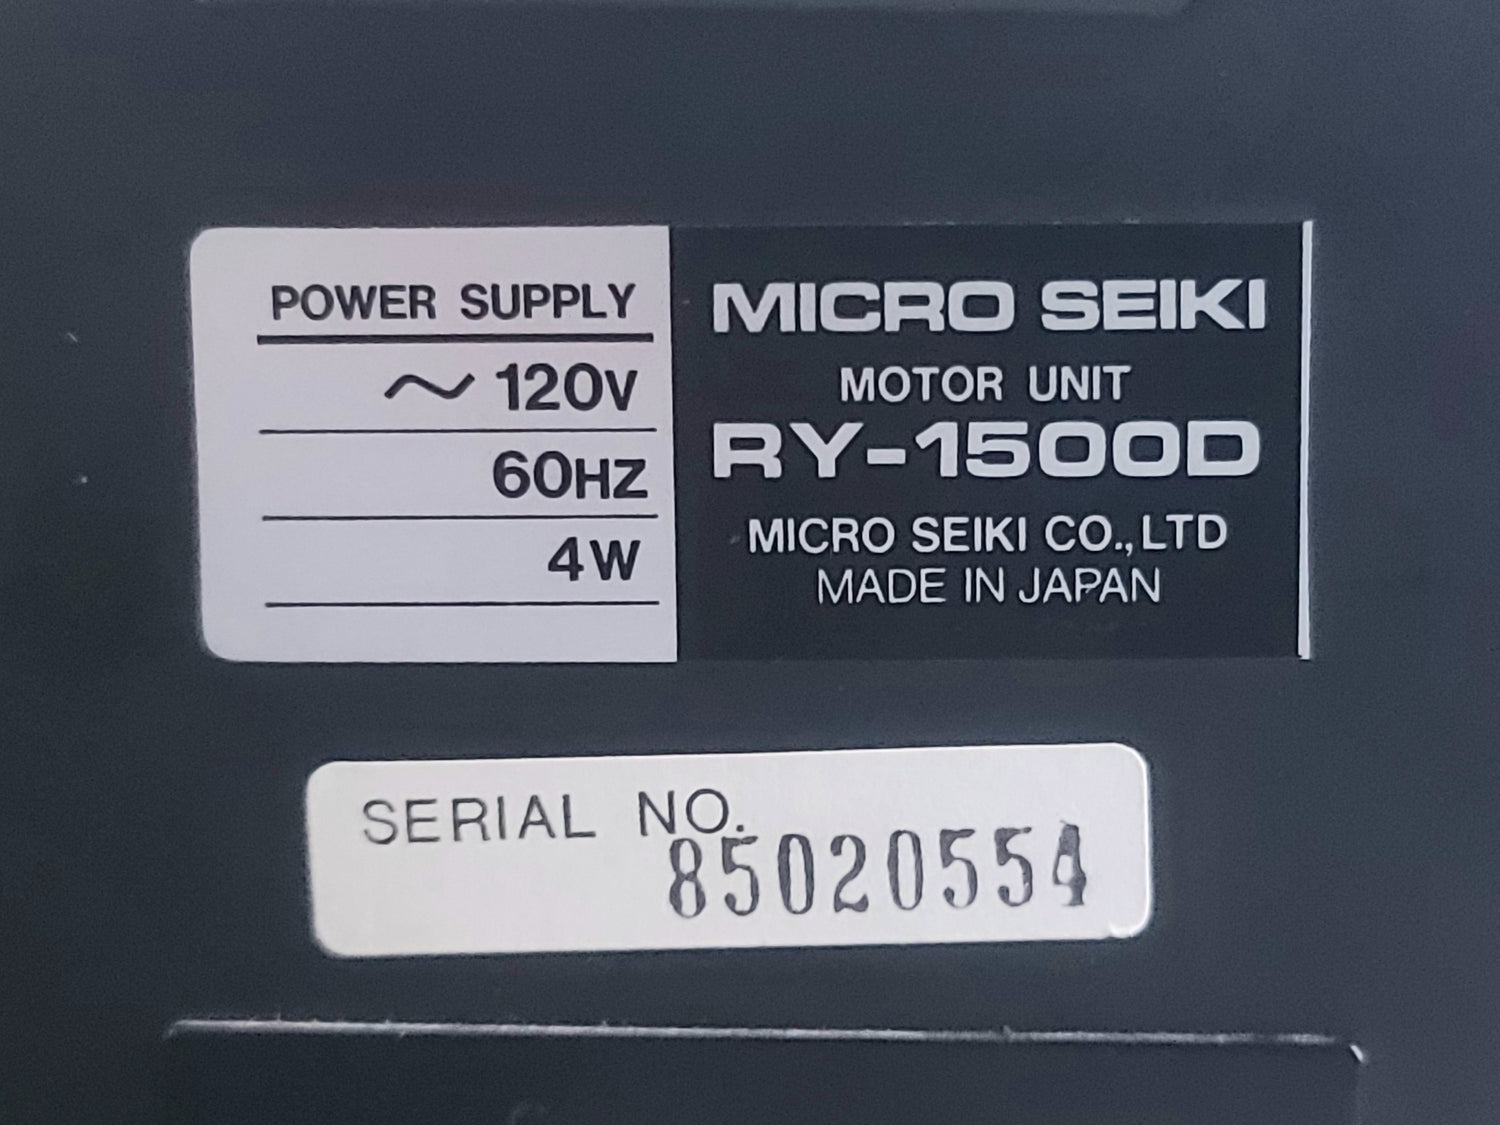 POWER SUPPLY
~120V
60HZ
4W
MICRO SEIKI
MOTOR UNIT
RY-1500D
MICRO SEIKI CO.,LTD
MADE IN JAPAN
SERIAL NO.
85020554